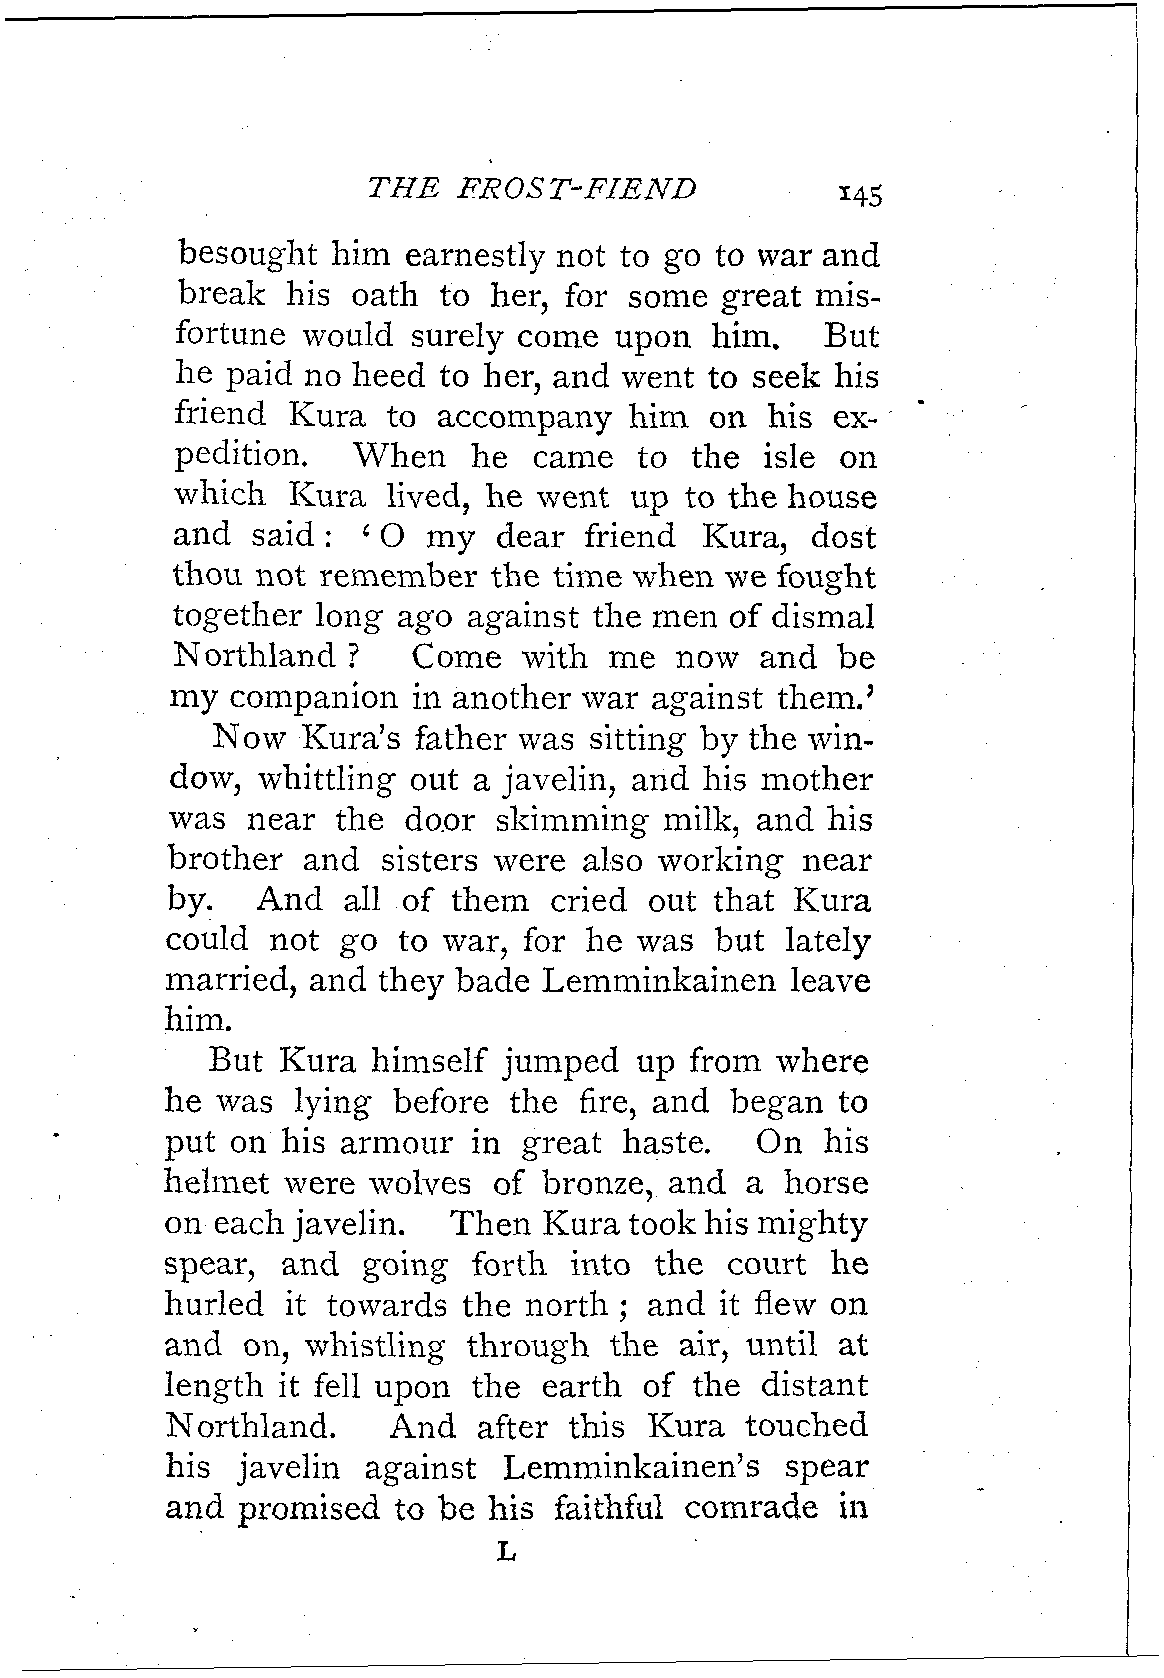 THE FROST-FIEND 145
besought him earnestly not to go to war and
break his oath to her, for some great mis-
fortune would surely come upon him. But
he paid no heed to her, and went to seek his
friend Kura to accompany him on his ex-
pedition. When he came to the isle on
which Kura lived, he went up to the house
and said : ‘ O my dear friend Kura, dost
thou not remember the time when we fought
together long ago against the men of dismal
Northland ? Come with me now and be
my companion in another war against them.’
Now Kura's father was sitting by the win-
dow, whittling out a javelin, and his mother
was near the door skimming milk, and his
brother and sisters were also working near
by. And all of them cried out that Kura
could not go to war, for he was but lately
married, and they bade Lemminkainen leave
him.
But Kura himself jumped up from where
he was lying before the fire, and began to
put on his armour in great haste. On his
helmet were wolves of bronze, and a horse
on each javelin. Then Kura took his mighty
spear, and going forth into the court he
hurled it towards the north ; and it flew on
and on, whistling through the air, until at
length it fell upon the earth of the distant
Northland. And after this Kura touched
his javelin against Lemminkainen's spear
and promised to be his faithful comrade in
L